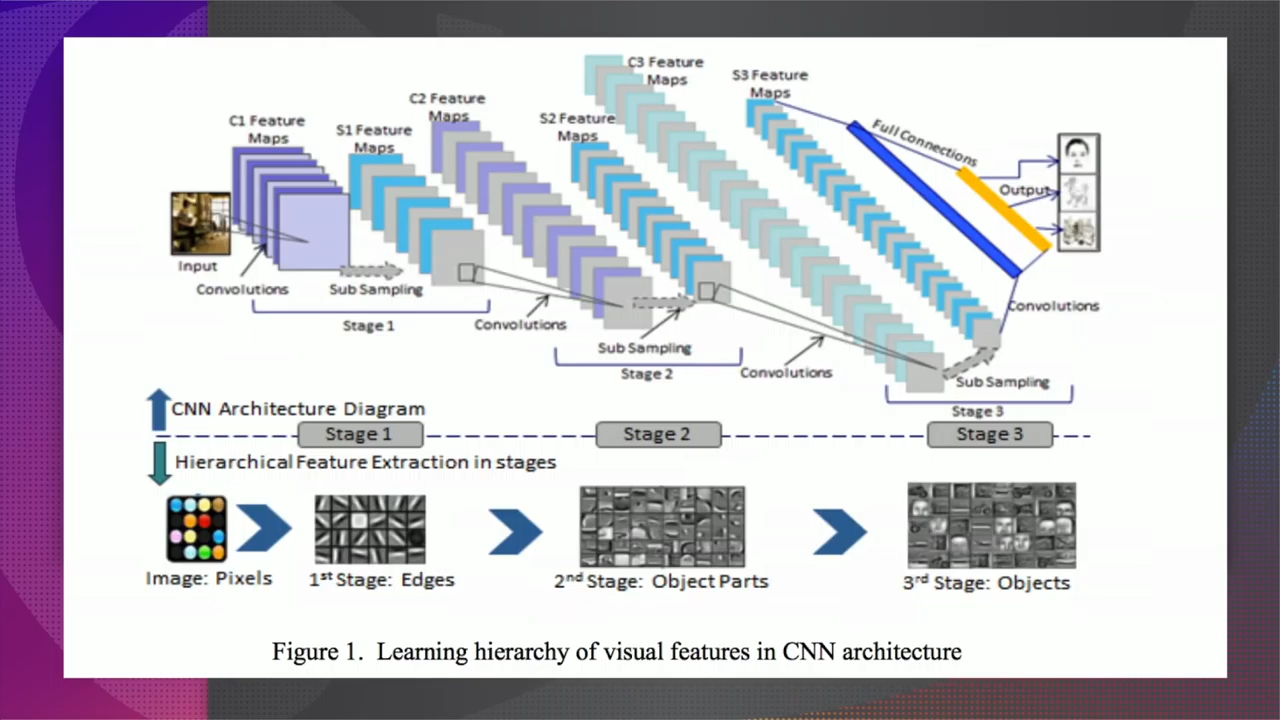 C1 Feature
Maps
S1 Feature
Maps
C2 Feature
Maps
S2 Feature
Maps
C3 Feature
Maps
S3 Feature
Maps
Full Connections
Output
Input
Convolutions
Sub Sampling
Stage 1
Convolutions
Sub Sampling
Stage 2
Convolutions
Convolutions
Sub Sampling
Stage 3
CNN Architecture Diagram
Stage 1
Stage 2
Stage 3
Hierarchical Feature Extraction in stages
Image: Pixels
1st Stage: Edges
2nd Stage: Object Parts
3rd Stage: Objects
Figure 1. Learning hierarchy of visual features in CNN architecture